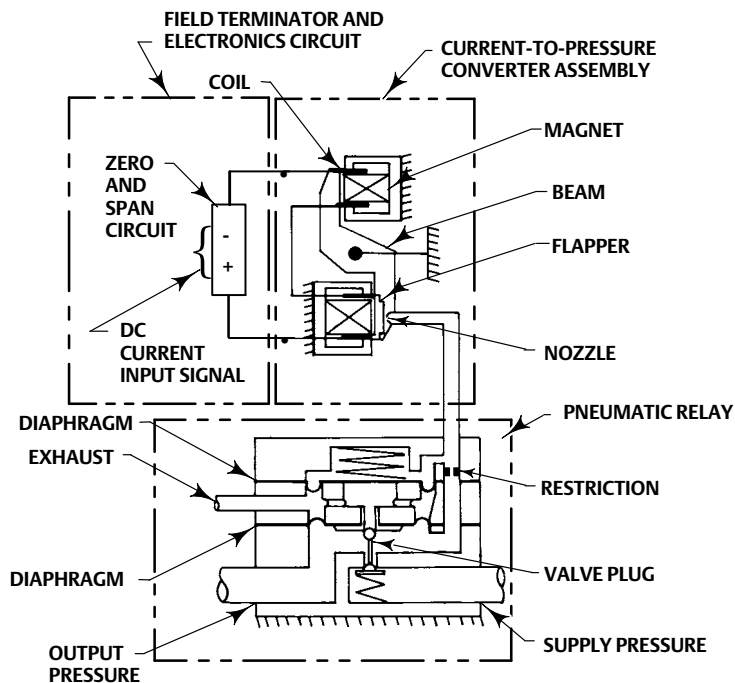 FIELD TERMINATOR AND
ELECTRONICS CIRCUIT
CURRENT-TO-PRESSURE
CONVERTER ASSEMBLY
COIL
MAGNET
ZERO
AND
SPAN
CIRCUIT
BEAM
FLAPPER
-
+
DC
CURRENT
INPUT SIGNAL
NOZZLE
PNEUMATIC RELAY
DIAPHRAGM
EXHAUST
RESTRICTION
DIAPHRAGM
VALVE PLUG
OUTPUT
PRESSURE
SUPPLY PRESSURE